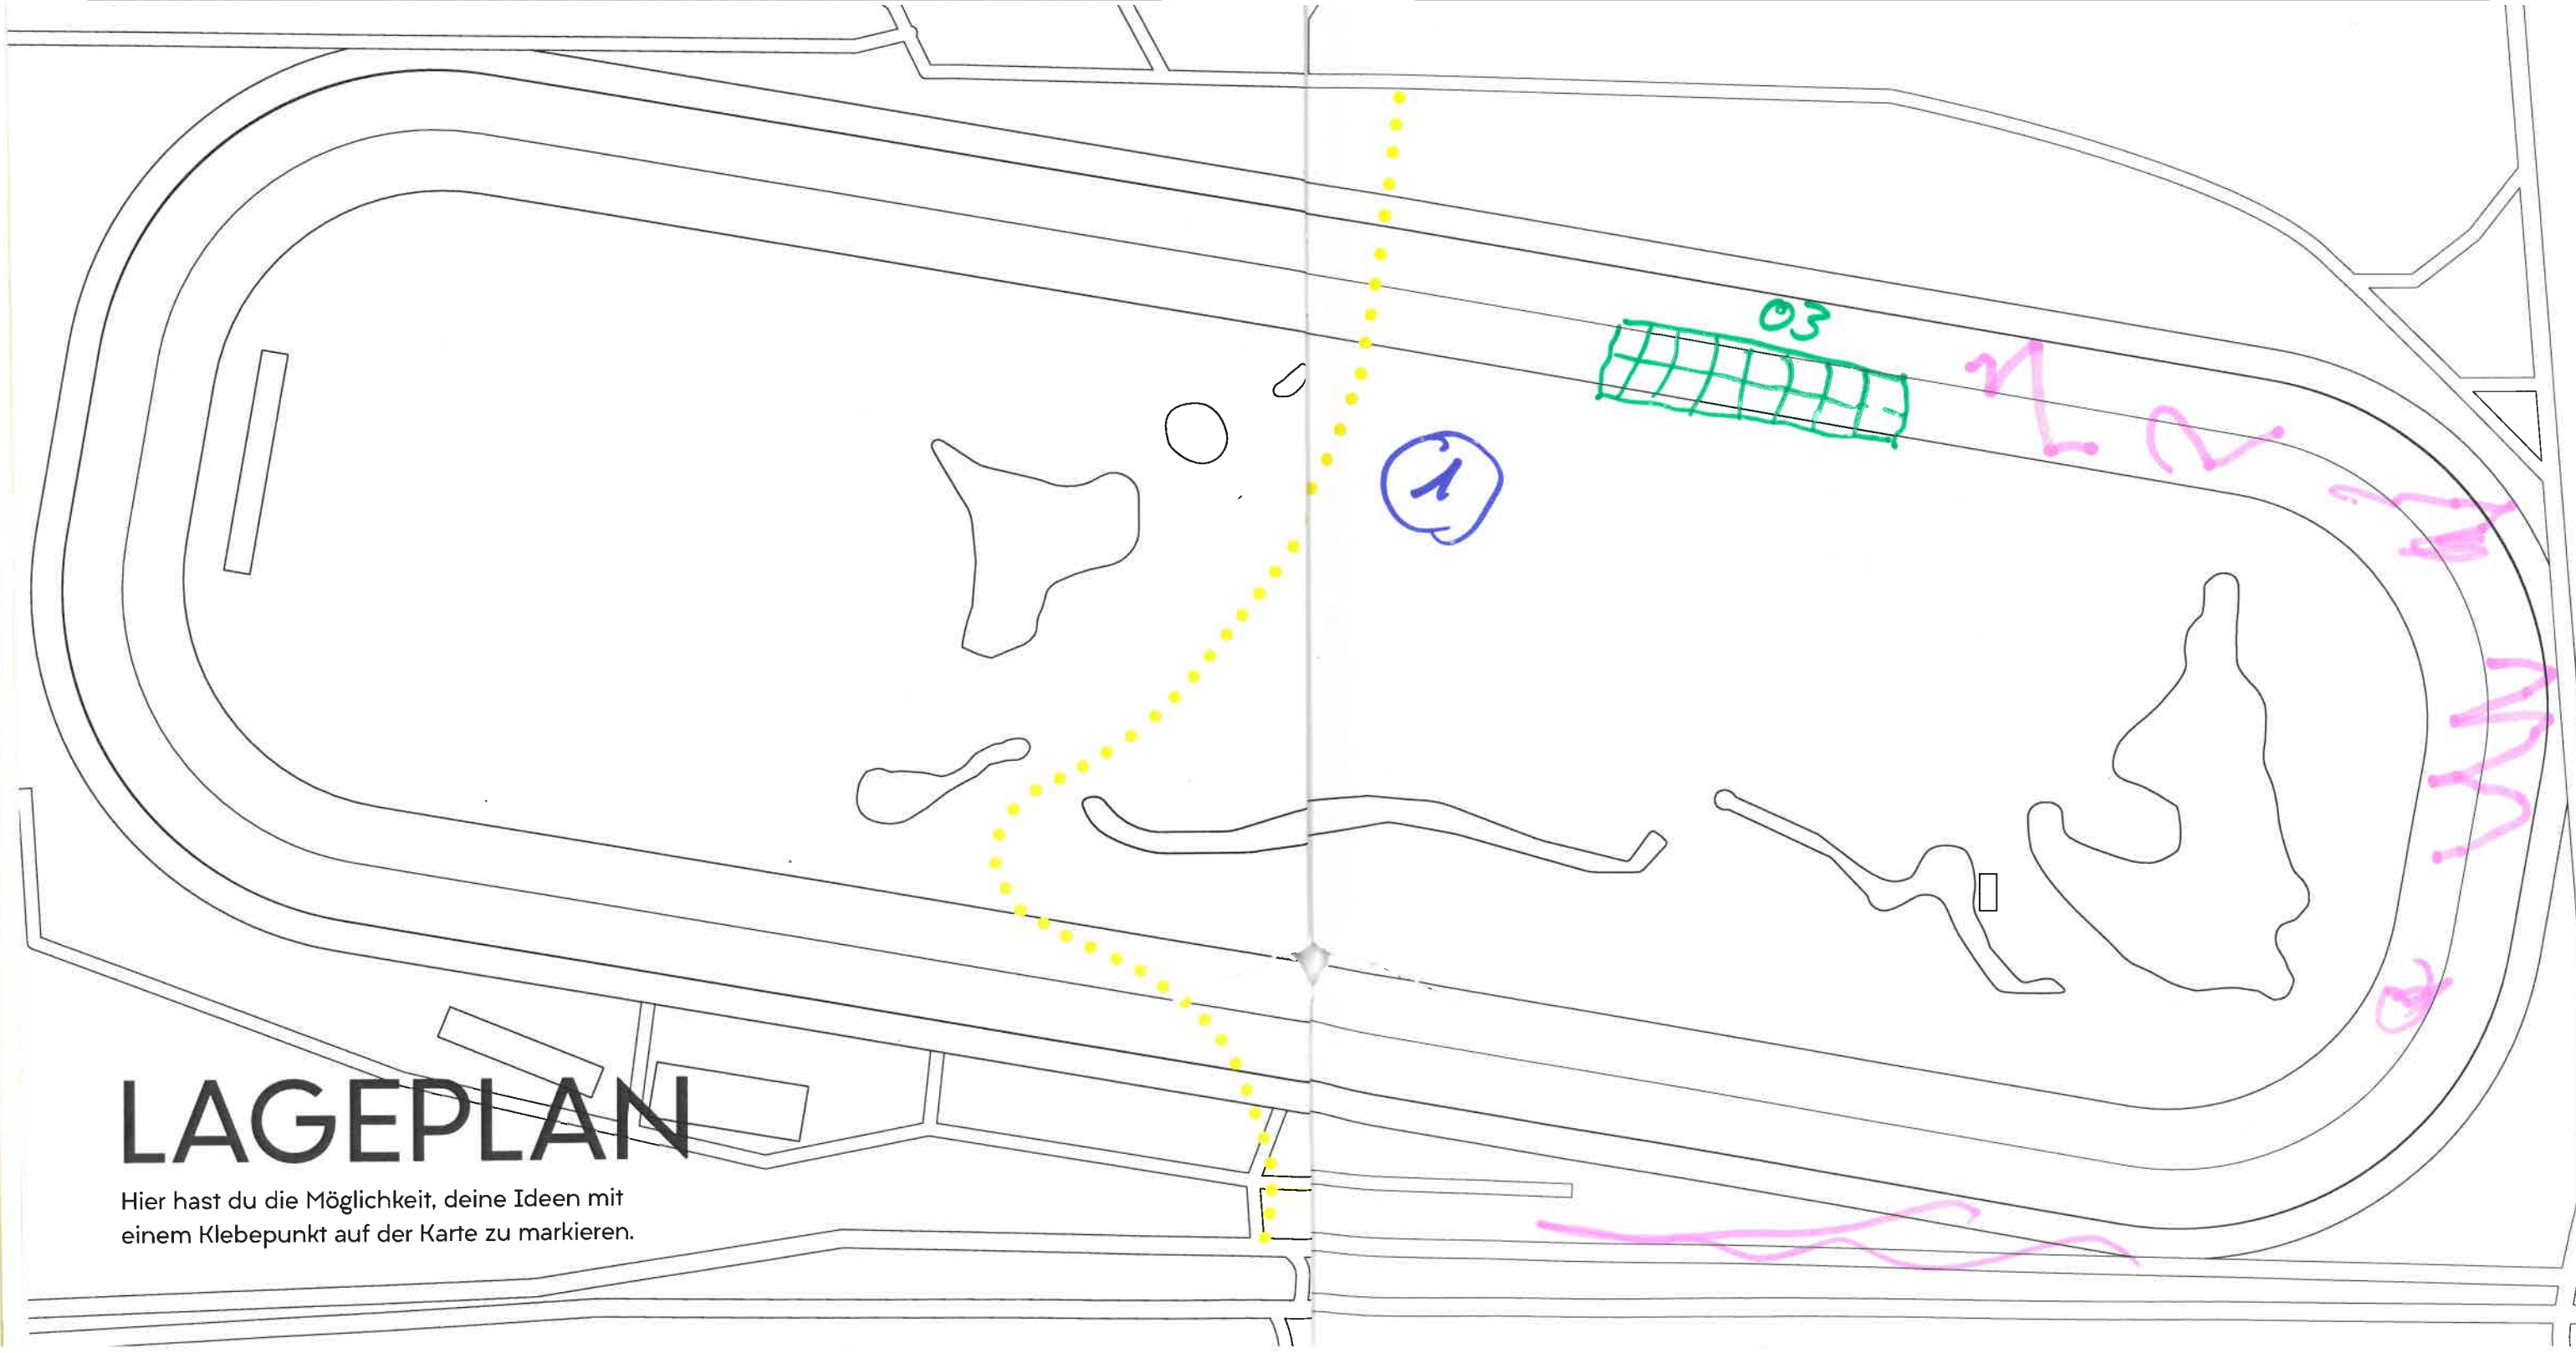 03
1
LAGEPLAN
Hier hast du die Möglichkeit, deine Ideen mit
einem Klebepunkt auf der Karte zu markieren.